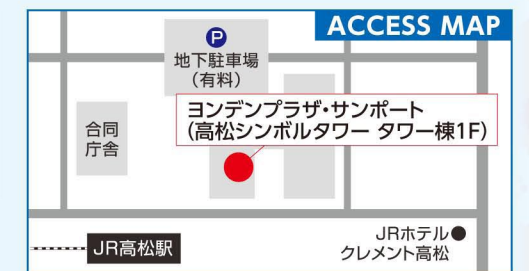 ACCESS MAP
P
地下駐車場
（有料）
ヨンデンプラザ・サンポート
（高松シンボルタワー タワー棟1F）
合同
庁舎
JR高松駅
JRホテル
クレメント高松